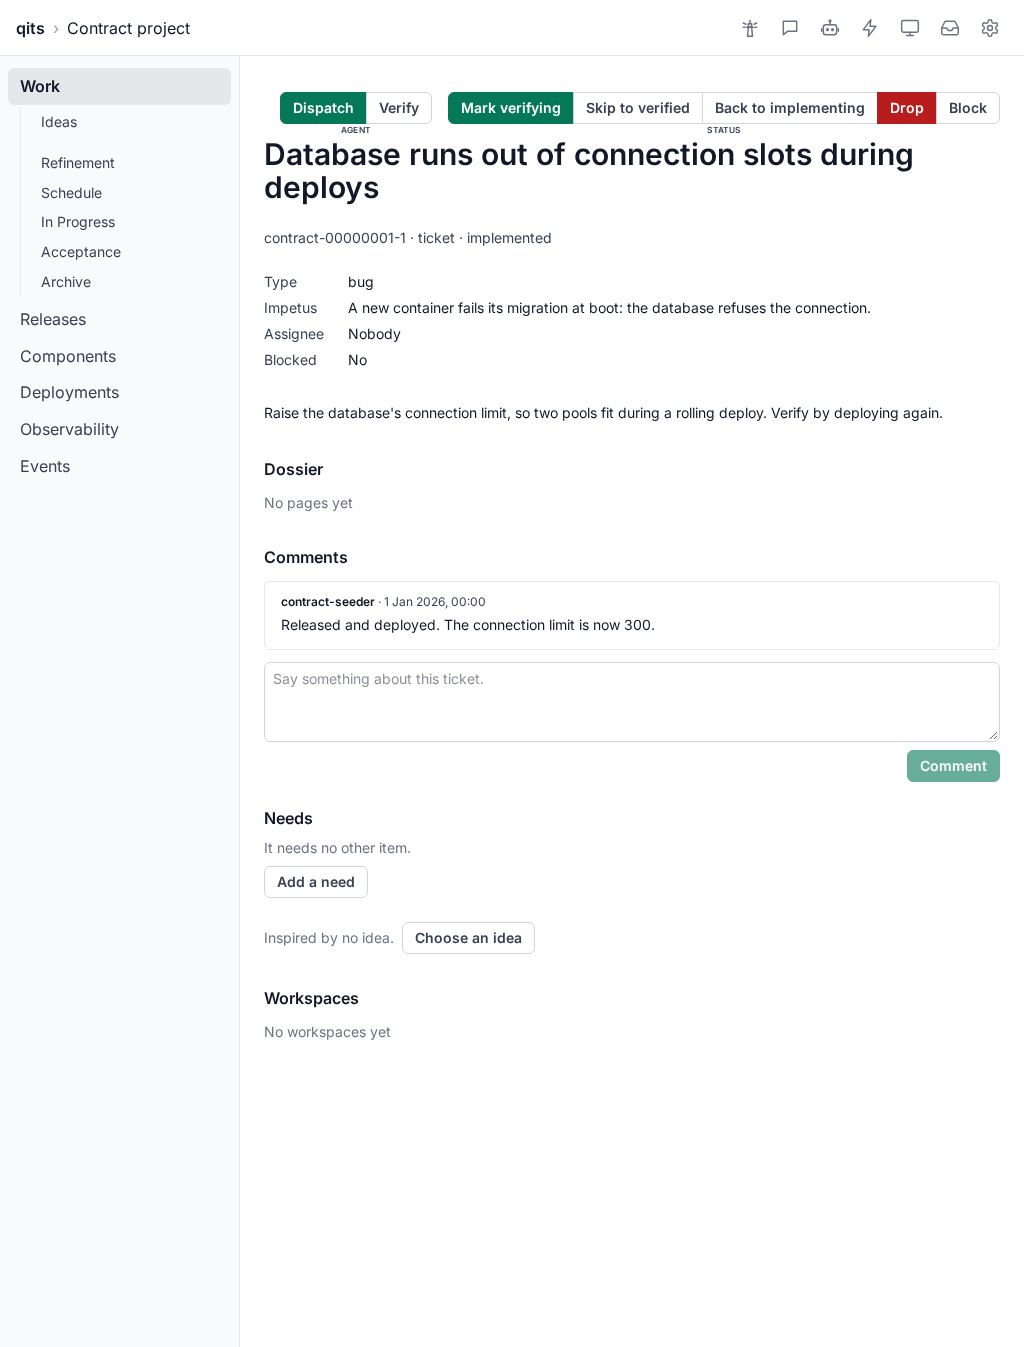 qits › Contract project
Work
Ideas
Refinement
Schedule
In Progress
Acceptance
Archive
Releases
Components
Deployments
Observability
Events
Dispatch Verify Mark verifying Skip to verified Back to implementing Drop Block
AGENT STATUS
Database runs out of connection slots during
deploys
contract-00000001-1 · ticket · implemented
Type bug
Impetus A new container fails its migration at boot: the database refuses the connection.
Assignee Nobody
Blocked No
Raise the database's connection limit, so two pools fit during a rolling deploy. Verify by deploying again.
Dossier
No pages yet
Comments
contract-seeder · 1 Jan 2026, 00:00
Released and deployed. The connection limit is now 300.
Say something about this ticket.
Comment
Needs
It needs no other item.
Add a need
Inspired by no idea. Choose an idea
Workspaces
No workspaces yet